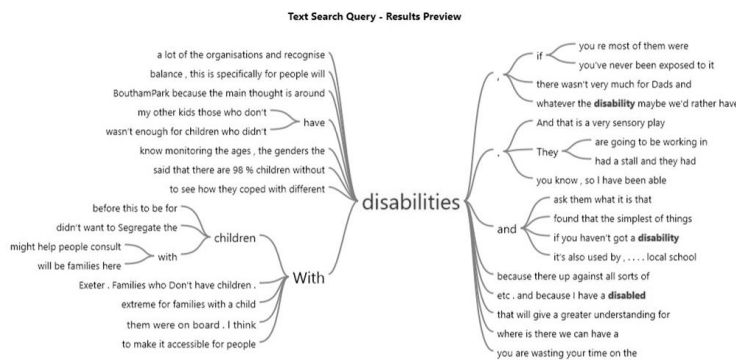 Text Search Query - Results Preview
a lot of the organisations and recognise
balance , this is specifically for people will
BouthamPark because the main thought is around
my other kids those who don't
wasn't enough for children who didn't
have
know monitoring the ages , the genders the
said that there are 98 % children without
to see how they coped with different
before this to be for
didn't want to Segregate the
might help people consult
will be families here
with
children
Exeter . Families who Don't have children .
extreme for families with a child
them were on board . I think
to make it accessible for people
With
disabilities
,
if
you re most of them were
you've never been exposed to it
there wasn't very much for Dads and
whatever the disability maybe we'd rather have
.
And that is a very sensory play
They
are going to be working in
had a stall and they had
you know , so I have been able
and
ask them what it is that
found that the simplest of things
if you haven't got a disability
it's also used by , . . . . local school
because there up against all sorts of
etc . and because I have a disabled
that will give a greater understanding for
where is there we can have a
you are wasting your time on the